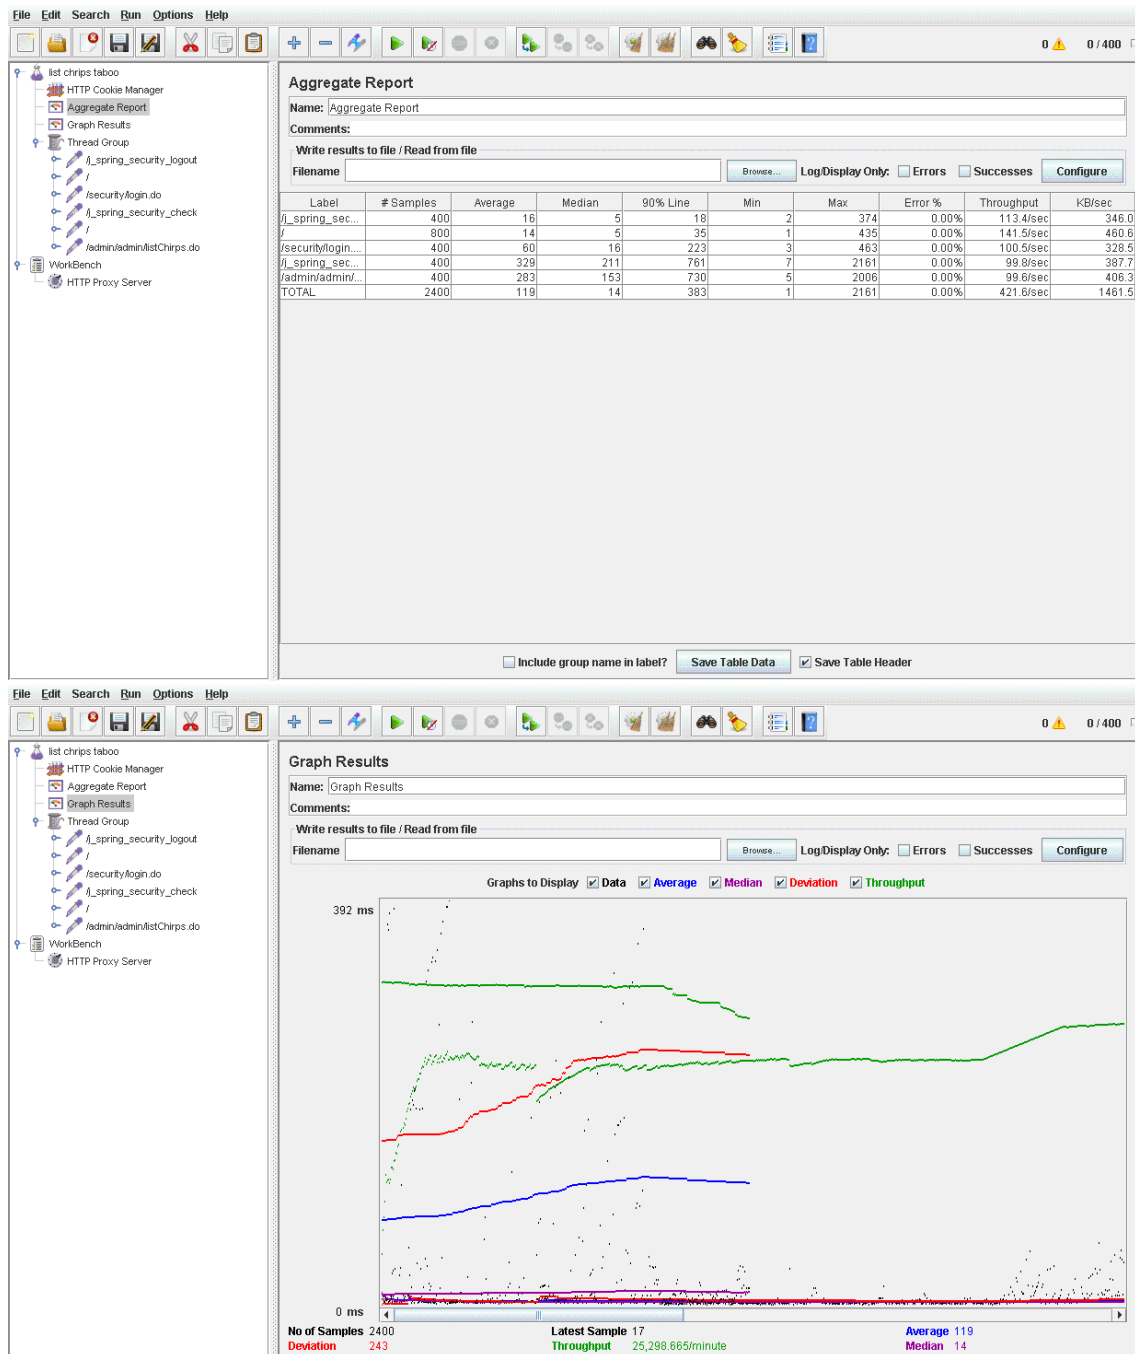 File Edit Search Run Options Help
0 0 / 400
list chrips taboo
HTTP Cookie Manager
Aggregate Report
Graph Results
Thread Group
/j_spring_security_logout
/
/security/login.do
/j_spring_security_check
/
/admin/admin/listChirps.do
WorkBench
HTTP Proxy Server
Aggregate Report
Name: Aggregate Report
Comments:
Write results to file / Read from file
Filename Browse... Log/Display Only: Errors Successes Configure
Label # Samples Average Median 90% Line Min Max Error % Throughput KB/sec
/j_spring_sec... 400 16 5 18 2 374 0.00% 113.4/sec 346.0
/ 800 14 5 35 1 435 0.00% 141.5/sec 460.6
/security/login.... 400 60 16 223 3 463 0.00% 100.5/sec 328.5
/j_spring_sec... 400 329 211 761 7 2161 0.00% 99.8/sec 387.7
/admin/admin/... 400 283 153 730 5 2006 0.00% 99.6/sec 406.3
TOTAL 2400 119 14 383 1 2161 0.00% 421.6/sec 1461.5
Include group name in label? Save Table Data Save Table Header
File Edit Search Run Options Help
0 0 / 400
list chrips taboo
HTTP Cookie Manager
Aggregate Report
Graph Results
Thread Group
/j_spring_security_logout
/
/security/login.do
/j_spring_security_check
/
/admin/admin/listChirps.do
WorkBench
HTTP Proxy Server
Graph Results
Name: Graph Results
Comments:
Write results to file / Read from file
Filename Browse... Log/Display Only: Errors Successes Configure
Graphs to Display Data Average Median Deviation Throughput
392 ms
0 ms
No of Samples 2400 Latest Sample 17 Average 119
Deviation 243 Throughput 25,298.665/minute Median 14